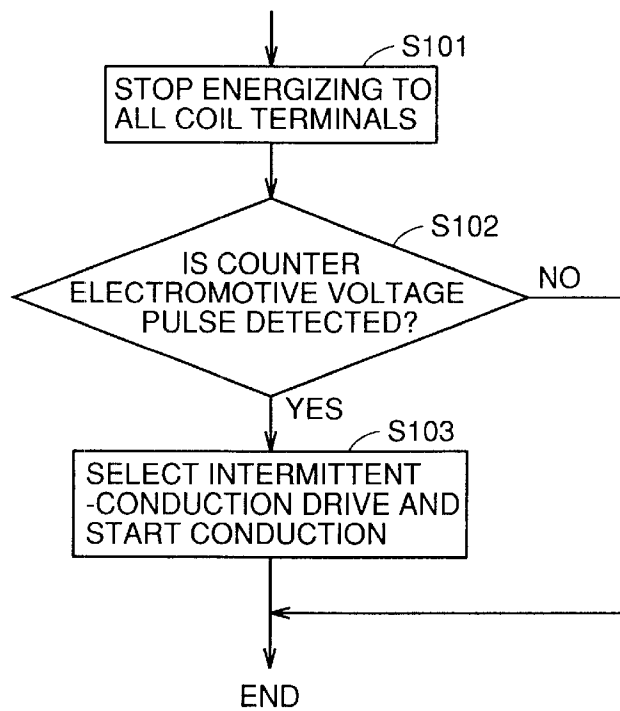 S101
STOP ENERGIZING TO
ALL COIL TERMINALS
S102
IS COUNTER
ELECTROMOTIVE VOLTAGE
PULSE DETECTED?
NO
YES
S103
SELECT INTERMITTENT
-CONDUCTION DRIVE AND
START CONDUCTION
END